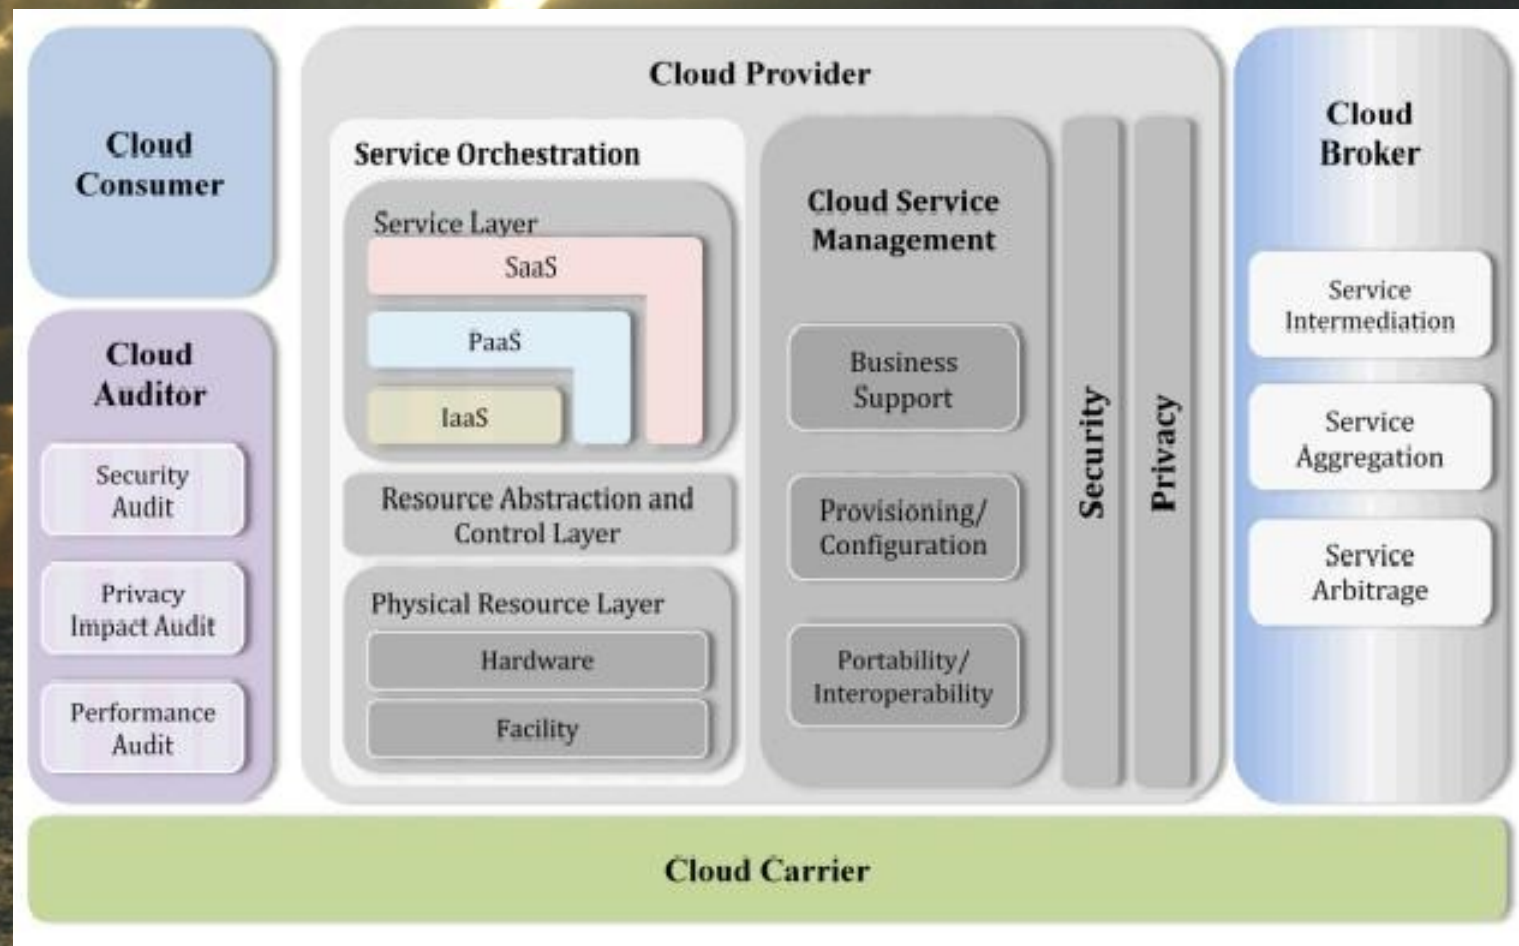 Cloud
Consumer
Cloud
Auditor
Security
Audit
Privacy
Impact Audit
Performance
Audit
Cloud Provider
Service Orchestration
Service Layer
SaaS
PaaS
IaaS
Resource Abstraction and
Control Layer
Physical Resource Layer
Hardware
Facility
Cloud Service
Management
Business
Support
Provisioning/
Configuration
Portability/
Interoperability
Security
Privacy
Cloud
Broker
Service
Intermediation
Service
Aggregation
Service
Arbitrage
Cloud Carrier